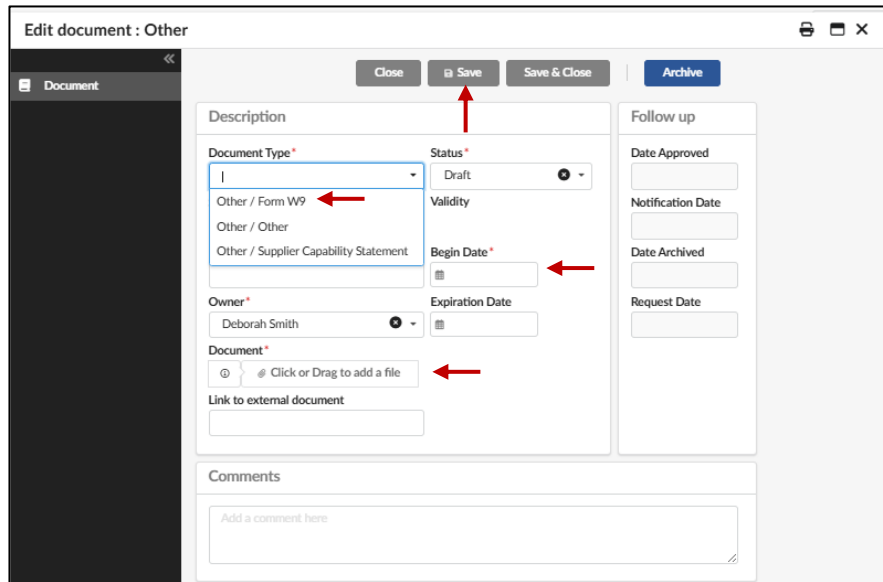 Edit document : Other
Document
Close
Save
Save & Close
Archive
Description
Document Type*
Status*
Draft
Other / Form W9
Other / Other
Other / Supplier Capability Statement
Validity
Begin Date*
Owner*
Deborah Smith
Expiration Date
Document*
Click or Drag to add a file
Link to external document
Follow up
Date Approved
Notification Date
Date Archived
Request Date
Comments
Add a comment here